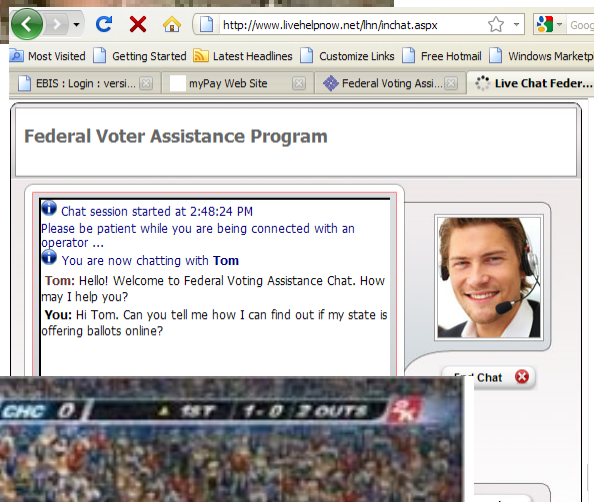 http://www.livehelpnow.net/lhn/inchat.aspx
Most Visited Getting Started Latest Headlines Customize Links Free Hotmail Windows Marketp
EBIS : Login : versi... myPay Web Site Federal Voting Assi... Live Chat Feder...
Federal Voter Assistance Program
Chat session started at 2:48:24 PM
Please be patient while you are being connected with an
operator ...
You are now chatting with Tom
Tom: Hello! Welcome to Federal Voting Assistance Chat. How
may I help you?
You: Hi Tom. Can you tell me how I can find out if my state is
offering ballots online?
Chat
CHC 0 ▲ 1ST 1-0 2 OUTS 2K